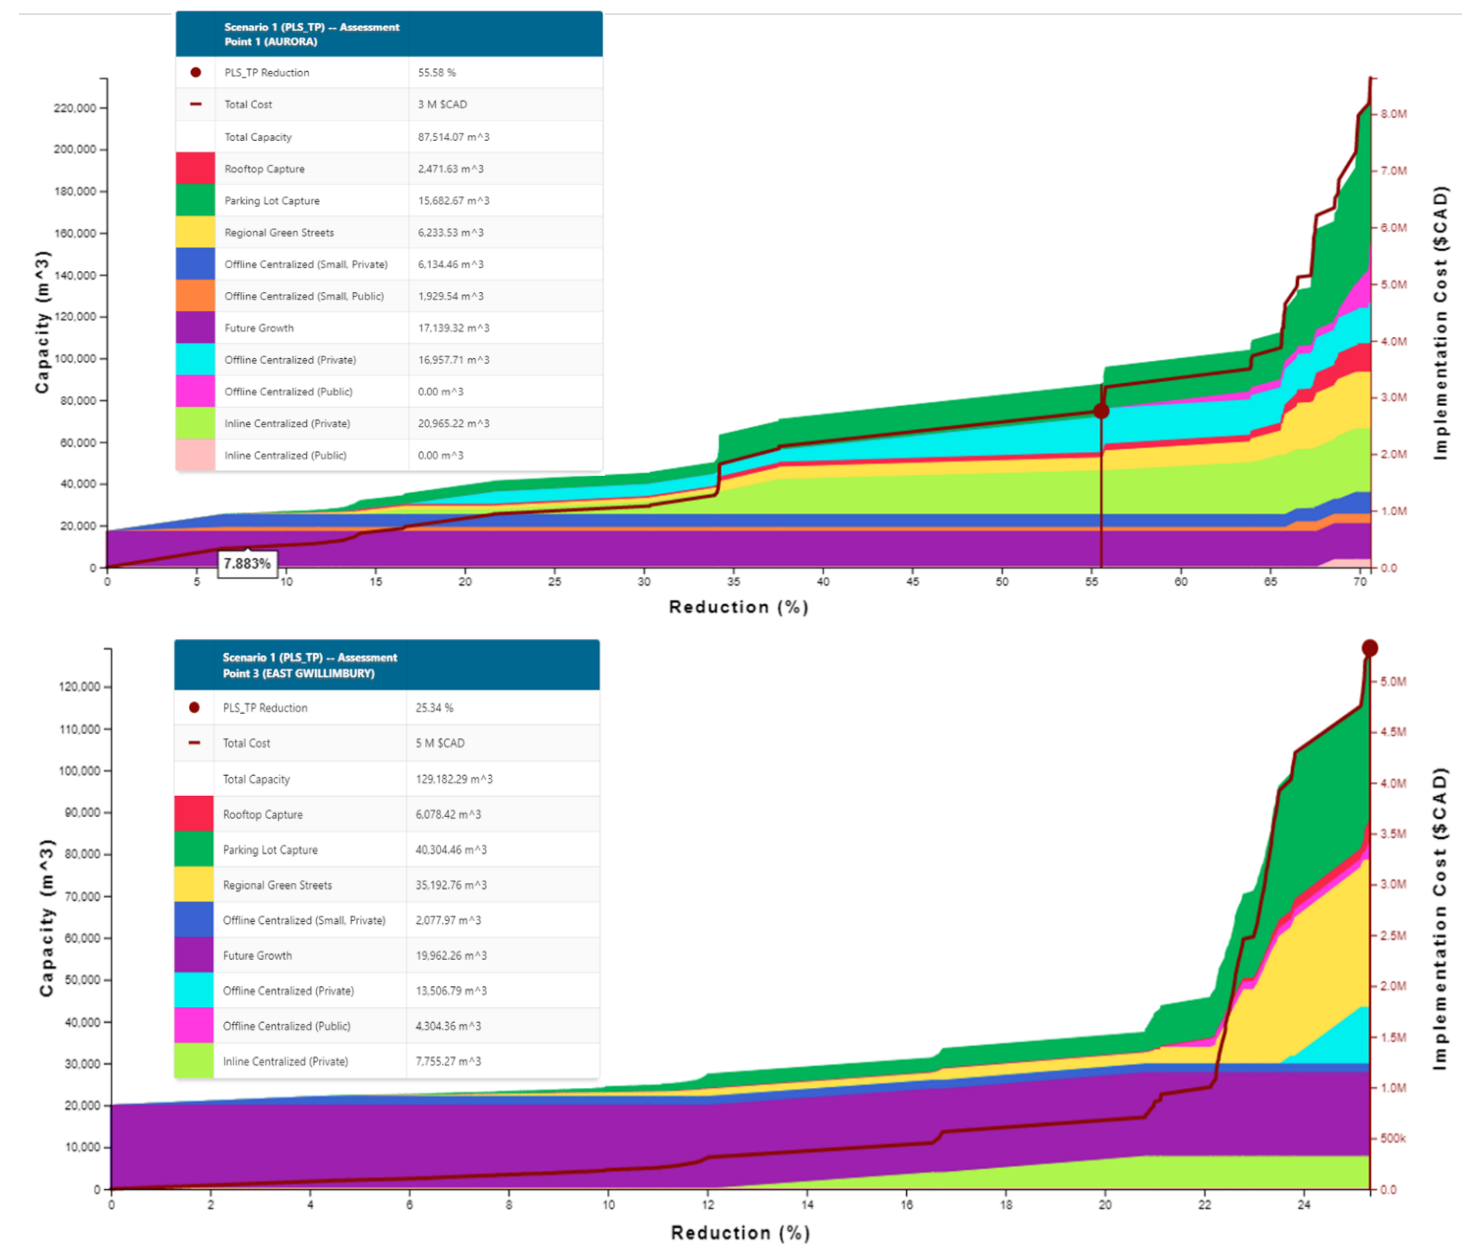 Scenario 1 (PLS_TP) -- Assessment
Point 1 (AURORA)
PLS_TP Reduction 55.58 %
Total Cost 3 M $CAD
Total Capacity 87,514.07 m^3
Rooftop Capture 2,471.63 m^3
Parking Lot Capture 15,682.67 m^3
Regional Green Streets 6,233.53 m^3
Offline Centralized (Small, Private) 6,134.46 m^3
Offline Centralized (Small, Public) 1,929.54 m^3
Future Growth 17,139.32 m^3
Offline Centralized (Private) 16,957.71 m^3
Offline Centralized (Public) 0.00 m^3
Inline Centralized (Private) 20,965.22 m^3
Inline Centralized (Public) 0.00 m^3
Capacity (m^3)
220,000
200,000
180,000
160,000
140,000
120,000
100,000
80,000
60,000
40,000
20,000
0
7.883%
0 5 10 15 20 25 30 35 40 45 50 55 60 65 70
Reduction (%)
8.0M
7.0M
6.0M
5.0M
4.0M
3.0M
2.0M
1.0M
0.0
Implementation Cost ($CAD)
Scenario 1 (PLS_TP) -- Assessment
Point 3 (EAST GWILLIMBURY)
PLS_TP Reduction 25.34 %
Total Cost 5 M $CAD
Total Capacity 129,182.29 m^3
Rooftop Capture 6,078.42 m^3
Parking Lot Capture 40,304.46 m^3
Regional Green Streets 35,192.76 m^3
Offline Centralized (Small, Private) 2,077.97 m^3
Future Growth 19,962.26 m^3
Offline Centralized (Private) 13,506.79 m^3
Offline Centralized (Public) 4,304.36 m^3
Inline Centralized (Private) 7,755.27 m^3
Capacity (m^3)
120,000
110,000
100,000
90,000
80,000
70,000
60,000
50,000
40,000
30,000
20,000
10,000
0
0 2 4 6 8 10 12 14 16 18 20 22 24
Reduction (%)
5.0M
4.5M
4.0M
3.5M
3.0M
2.5M
2.0M
1.5M
1.0M
500k
0.0
Implementation Cost ($CAD)